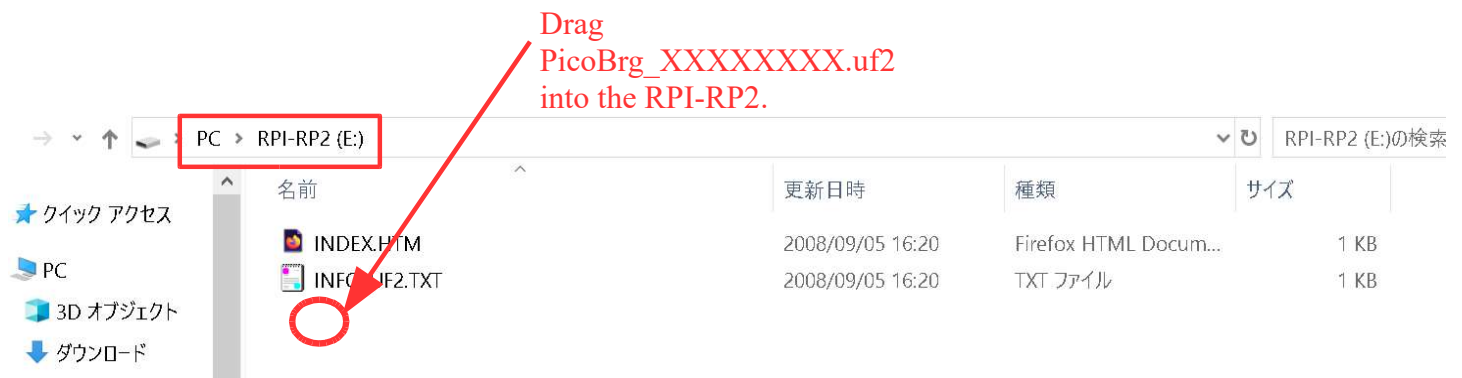 Drag
PicoBrg_XXXXXXXX.uf2
into the RPI-RP2.
PC > RPI-RP2 (E:)
RPI-RP2 (E:)の検索
名前 更新日時 種類 サイズ
クイック アクセス
INDEX.HTM 2008/09/05 16:20 Firefox HTML Docum... 1 KB
PC
INFO_UF2.TXT 2008/09/05 16:20 TXT ファイル 1 KB
3D オブジェクト
ダウンロード